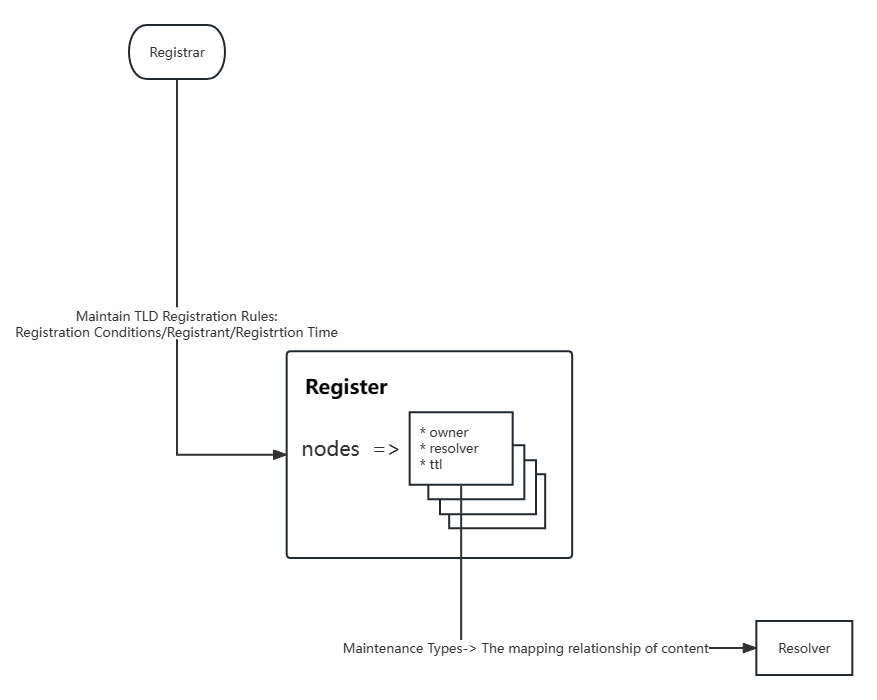 Registrar
Maintain TLD Registration Rules:
Registration Conditions/Registrant/Registrtion Time
Register
nodes =>
* owner
* resolver
* ttl
Maintenance Types-> The mapping relationship of content
Resolver